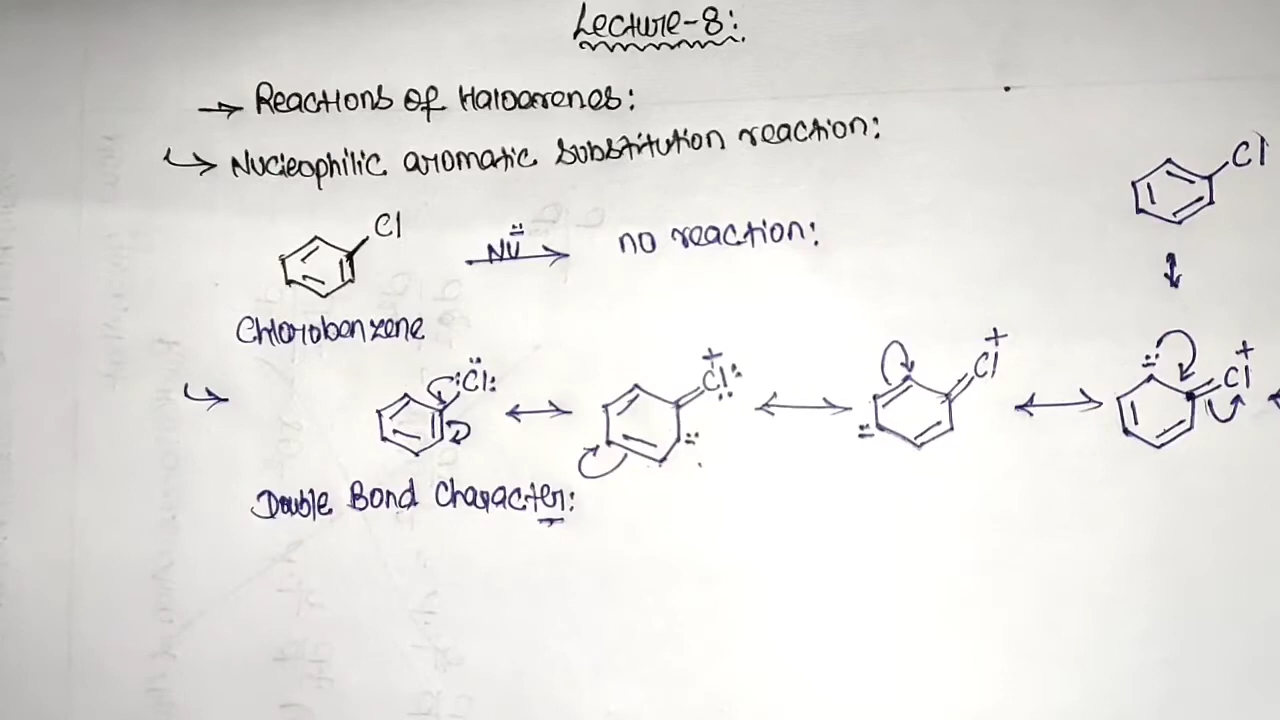 Lecture-8:
→ Reactions of Haloarenes:
↳ Nucleophilic aromatic substitution reaction:
Cl
Cl
Nu
no reaction:
Chlorobenzene
:Cl:
+
Cl:
+
Cl
+
Cl
Double Bond Character: